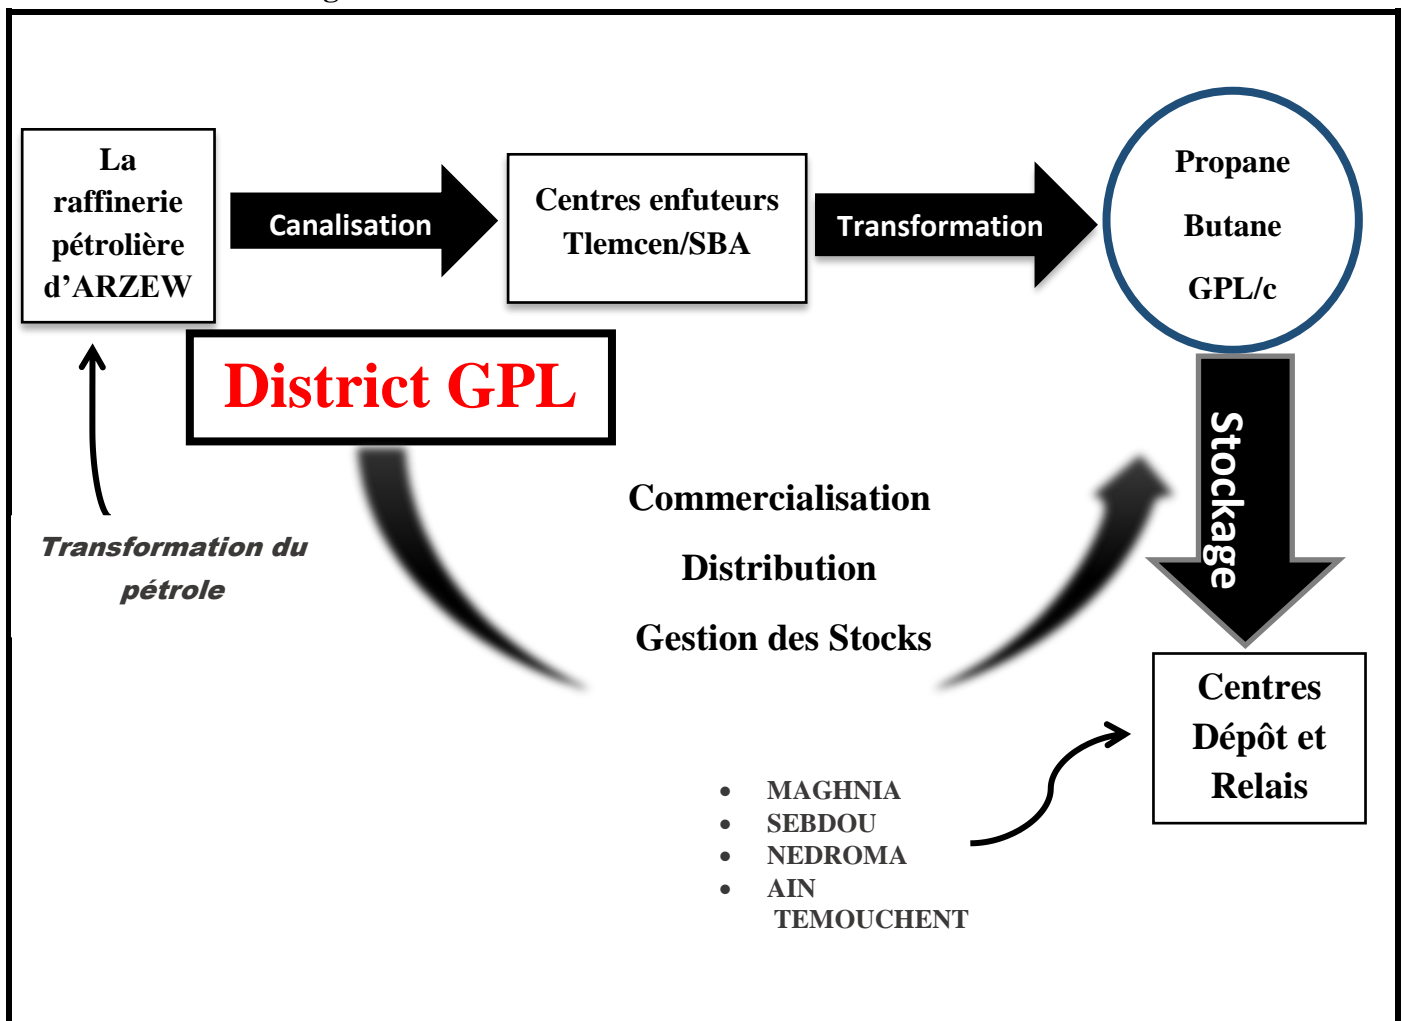 La
raffinerie
pétrolière
d’ARZEW
Canalisation
Centres enfuteurs
Tlemcen/SBA
Transformation
Propane
Butane
GPL/c
District GPL
Stockage
Commercialisation
Distribution
Gestion des Stocks
Transformation du
pétrole
Centres
Dépôt et
Relais
• MAGHNIA
• SEBDOU
• NEDROMA
• AIN
TEMOUCHENT